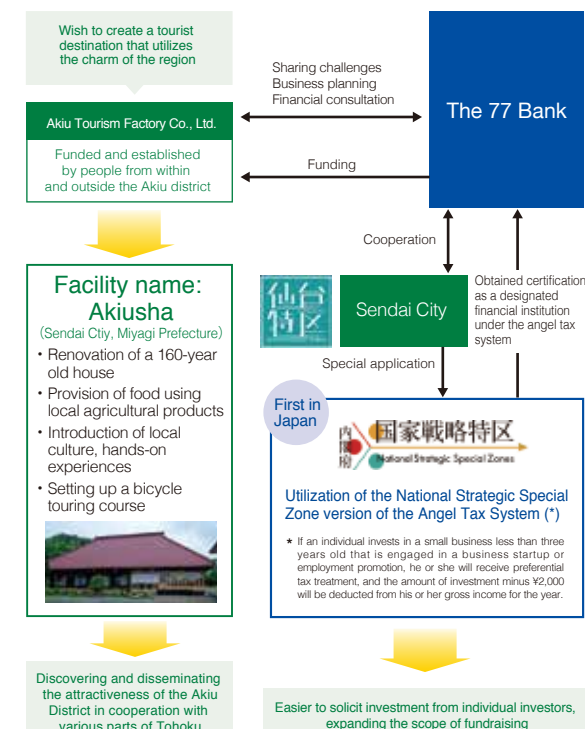 Wish to create a tourist
destination that utilizes
the charm of the region
Akiu Tourism Factory Co., Ltd.
Funded and established
by people from within
and outside the Akiu district
Sharing challenges
Business planning
Financial consultation
Funding
The 77 Bank
Cooperation
仙台
特区
Sendai City
Obtained certification
as a designated
financial institution
under the angel tax
system
Special application
Facility name:
Akiusha
(Sendai Ctiy, Miyagi Prefecture)
• Renovation of a 160-year
old house
• Provision of food using
local agricultural products
• Introduction of local
culture, hands-on
experiences
• Setting up a bicycle
touring course
First in
Japan
内閣府
国家戦略特区
National Strategic Special Zones
Utilization of the National Strategic Special
Zone version of the Angel Tax System (*)
* If an individual invests in a small business less than three
years old that is engaged in a business startup or
employment promotion, he or she will receive preferential
tax treatment, and the amount of investment minus ¥2,000
will be deducted from his or her gross income for the year.
Discovering and disseminating
the attractiveness of the Akiu
District in cooperation with
various parts of Tohoku
Easier to solicit investment from individual investors,
expanding the scope of fundraising